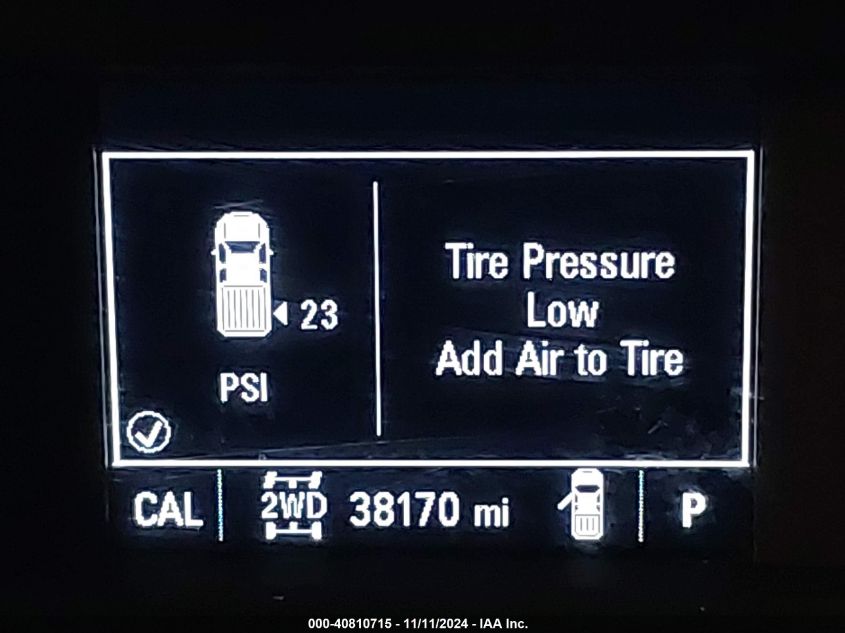 23
PSI
Tire Pressure
Low
Add Air to Tire
CAL
2WD
38170 mi
P
000-40810715 - 11/11/2024 - IAA Inc.